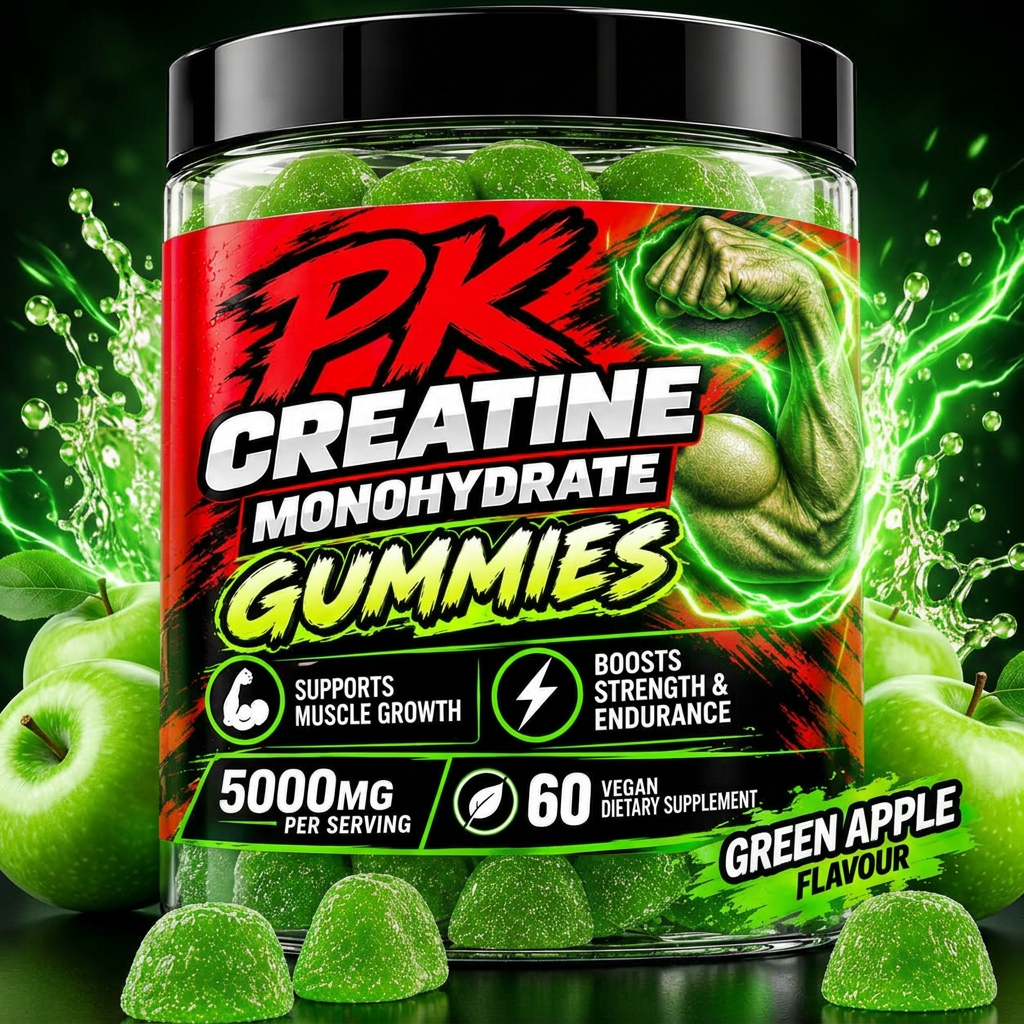 PK
CREATINE
MONOHYDRATE
GUMMIES
SUPPORTS
MUSCLE GROWTH
BOOSTS
STRENGTH &
ENDURANCE
5000MG
PER SERVING
60 VEGAN
DIETARY SUPPLEMENT
GREEN APPLE
FLAVOUR